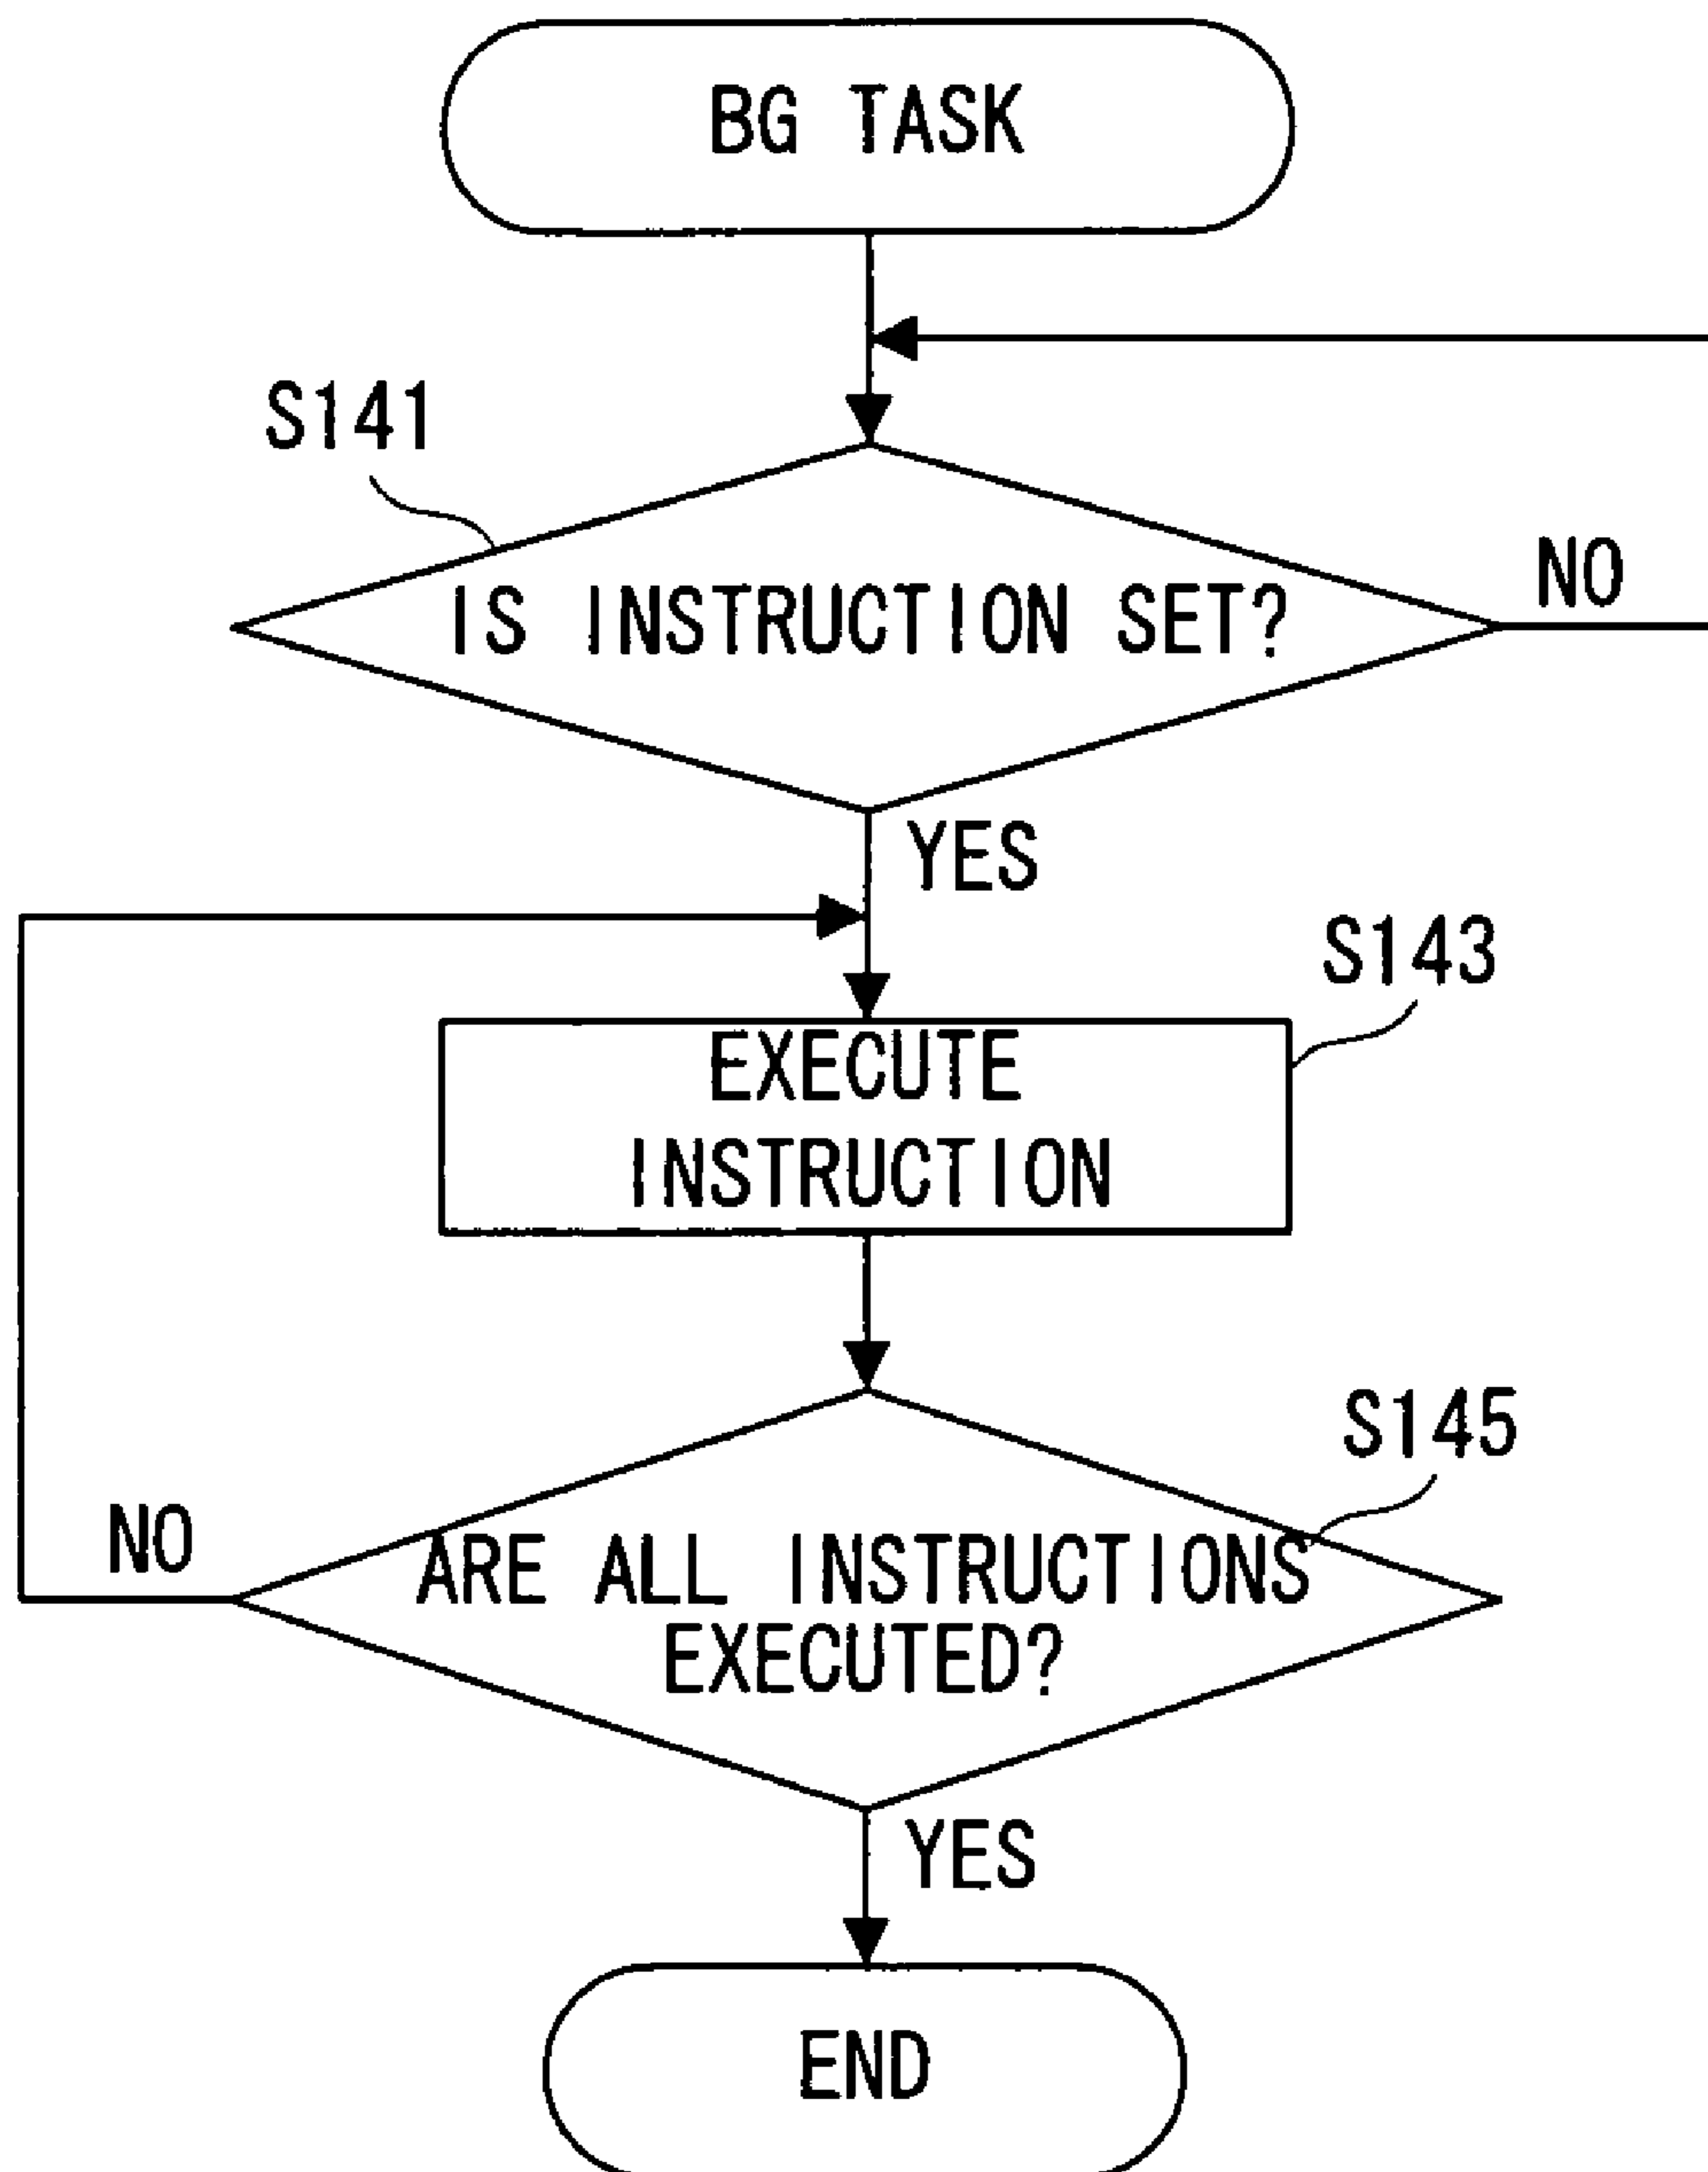 BG TASK
S141
IS INSTRUCTION SET?
NO
YES
S143
EXECUTE
INSTRUCTION
S145
NO
ARE ALL INSTRUCTIONS
EXECUTED?
YES
END